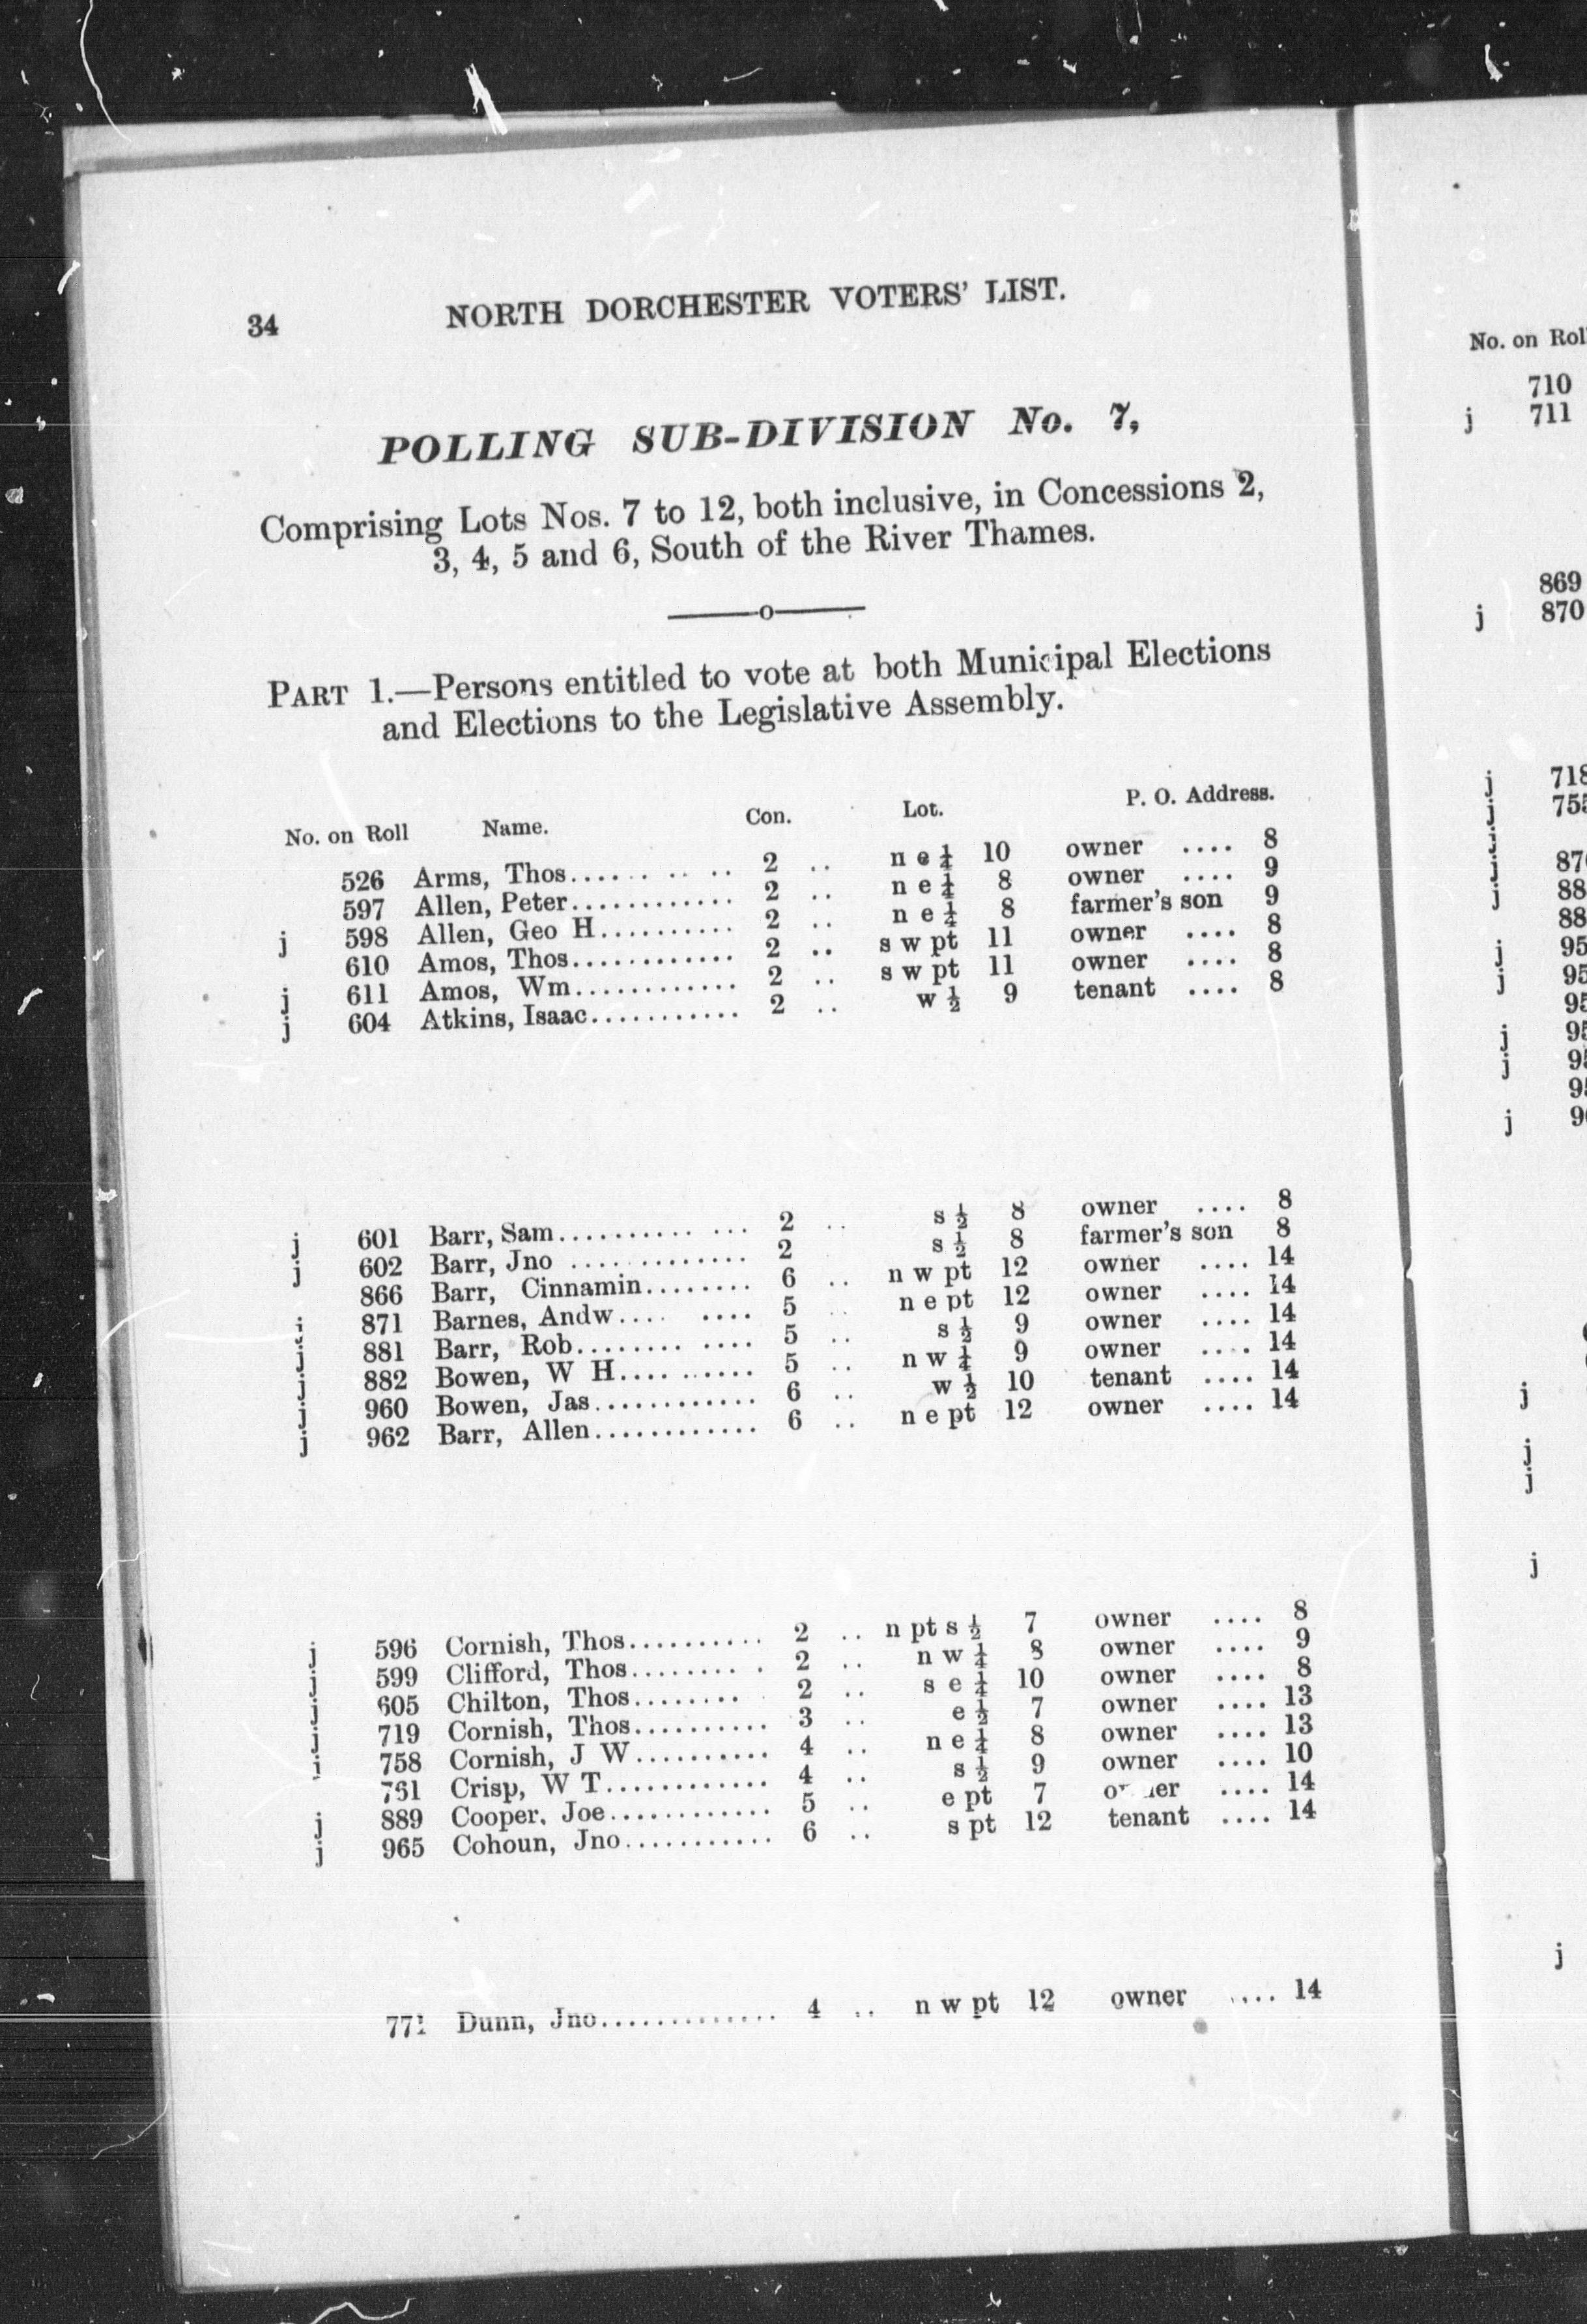 34 NORTH DORCHESTER VOTERS' LIST.
POLLING SUB-DIVISION No. 7,
Comprising Lots Nos. 7 to 12, both inclusive, in Concessions 2,
3, 4, 5 and 6, South of the River Thames.
PART 1.—Persons entitled to vote at both Municipal Elections
and Elections to the Legislative Assembly.
No. on Roll Name. Con. Lot. P. O. Address.
526 Arms, Thos........ 2 .. n e ¼ 10 owner .... 8
597 Allen, Peter............ 2 .. n e ¼ 8 owner .... 9
j 598 Allen, Geo H.......... 2 .. n e ¼ 8 farmer's son 9
610 Amos, Thos............ 2 .. s w pt 11 owner .... 8
j 611 Amos, Wm............ 2 .. s w pt 11 owner .... 8
j 604 Atkins, Isaac........... 2 .. w ½ 9 tenant .... 8
j 601 Barr, Sam.......... ... 2 .. s ½ 8 owner .... 8
j 602 Barr, Jno ............. 2 s ½ 8 farmer's son 8
866 Barr, Cinnamin........ 6 .. n w pt 12 owner .... 14
j 871 Barnes, Andw.... .... 5 .. n e pt 12 owner .... 14
j 881 Barr, Rob........ .... 5 .. s ½ 9 owner .... 14
j 882 Bowen, W H.......... 5 .. n w ¼ 9 owner .... 14
j 960 Bowen, Jas............ 6 .. w ½ 10 tenant .... 14
j 962 Barr, Allen............ 6 .. n e pt 12 owner .... 14
j 596 Cornish, Thos.......... 2 .. n pt s ½ 7 owner .... 8
j 599 Clifford, Thos......... . 2 .. n w ¼ 8 owner .... 9
j 605 Chilton, Thos........ 2 .. s e ¼ 10 owner .... 8
j 719 Cornish, Thos.......... 3 .. e ½ 7 owner .... 13
j 758 Cornish, J W.......... 4 .. n e ¼ 8 owner .... 13
761 Crisp, W T............ 4 .. s ½ 9 owner .... 10
j 889 Cooper, Joe............ 5 .. e pt 7 .... 14
j 965 Cohoun, Jno........... 6 .. s pt 12 tenant .... 14
771 Dunn, Jno............. 4 .. n w pt 12 owner .... 14
No. on
710
j 711
869
j 870